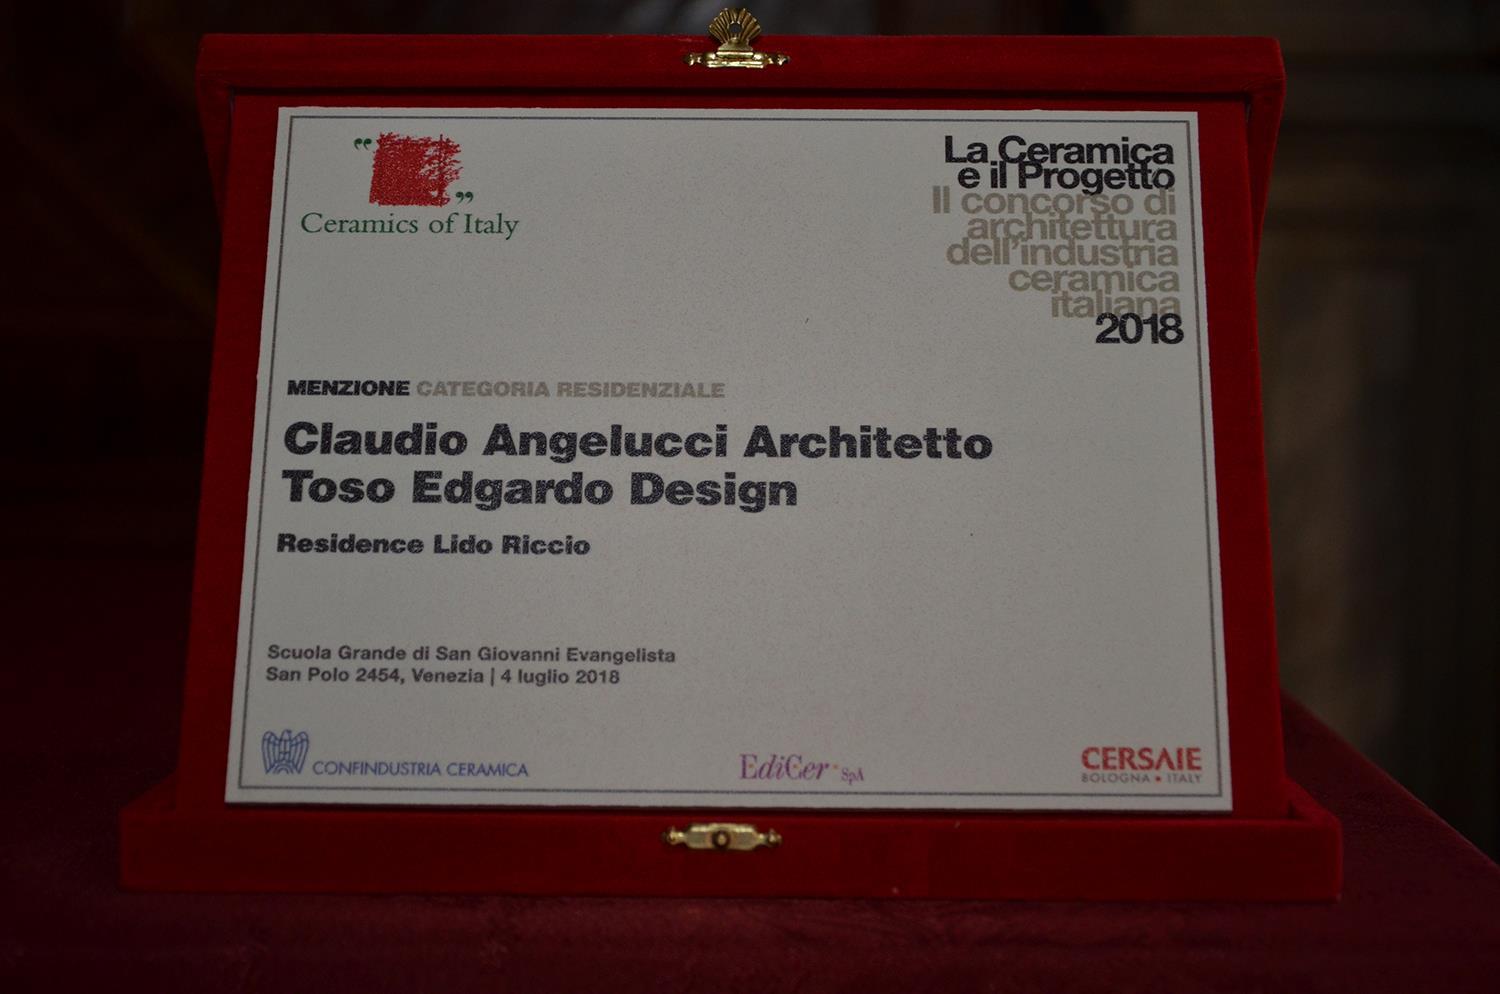 " "
Ceramics of Italy
La Ceramica
e il Progetto
Il concorso di
architettura
dell'industria
ceramica
italiana
2018
MENZIONE CATEGORIA RESIDENZIALE
Claudio Angelucci Architetto
Toso Edgardo Design
Residence Lido Riccio
Scuola Grande di San Giovanni Evangelista
San Polo 2454, Venezia | 4 luglio 2018
CONFINDUSTRIA CERAMICA
EdiCer SpA
CERSAIE
BOLOGNA • ITALY